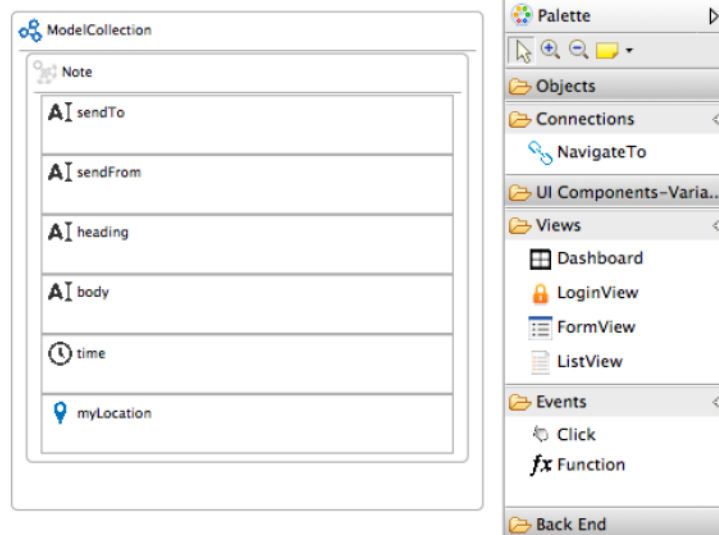 ModelCollection
Note
sendTo
sendFrom
heading
body
time
myLocation
Palette
Objects
Connections
NavigateTo
UI Components-Varia...
Views
Dashboard
LoginView
FormView
ListView
Events
Click
fx Function
Back End